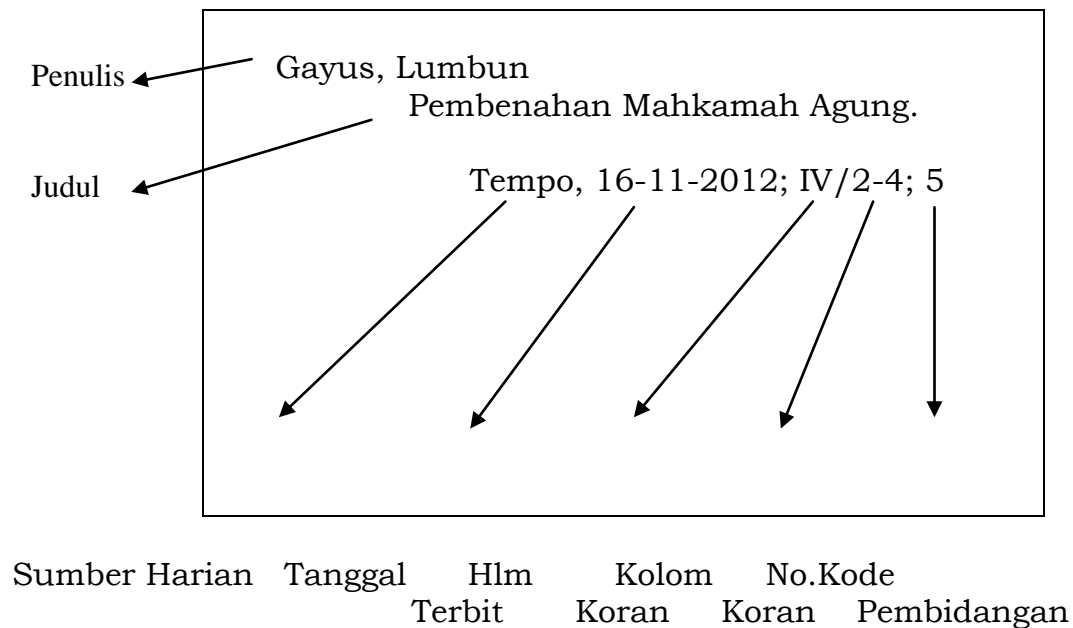 Gayus, Lumbun
Penulis
Pembenahan Mahkamah Agung.
Judul
Tempo, 16-11-2012; IV/2-4; 5
Sumber Harian Tanggal Hlm Kolom No.Kode
Terbit Koran Koran Pembidangan